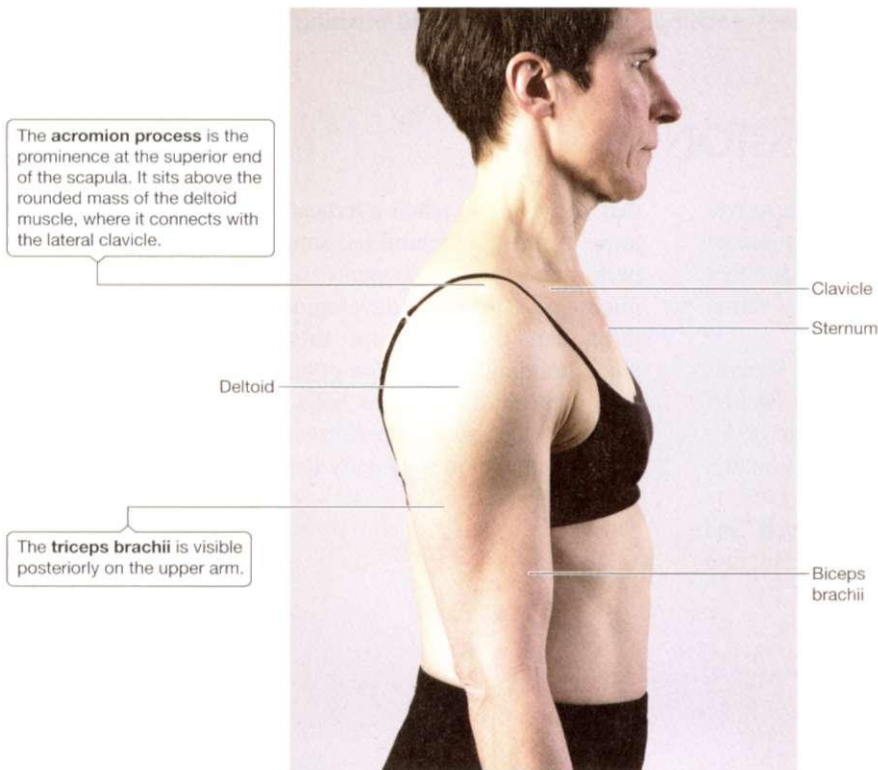 The acromion process is the
prominence at the superior end
of the scapula. It sits above the
rounded mass of the deltoid
muscle, where it connects with
the lateral clavicle.
Clavicle
Sternum
Deltoid
The triceps brachii is visible
posteriorly on the upper arm.
Biceps
brachii